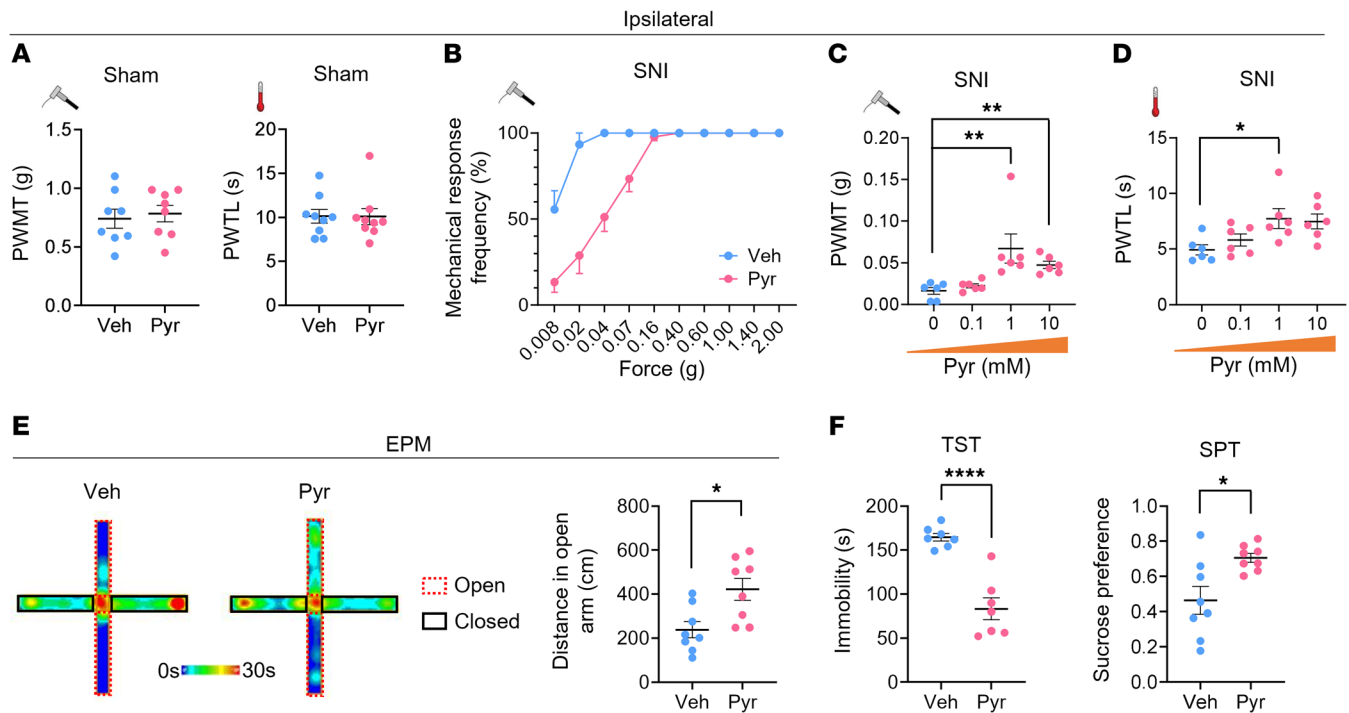 Ipsilateral
A
Sham
PWMT (g)
1.5
1.0
0.5
0.0
Veh
Pyr
Sham
PWTL (s)
20
15
10
5
0
Veh
Pyr
B
SNI
Mechanical response
frequency (%)
100
50
0
Veh
Pyr
0.008
0.02
0.04
0.07
0.16
0.40
0.60
1.00
1.40
2.00
Force (g)
C
SNI
**
**
PWMT (g)
0.20
0.15
0.10
0.05
0.00
0
0.1
1
10
Pyr (mM)
D
SNI
*
PWTL (s)
15
10
5
0
0
0.1
1
10
Pyr (mM)
E
EPM
Veh
Pyr
Open
Closed
0s
30s
*
Distance in open
arm (cm)
800
600
400
200
0
Veh
Pyr
F
TST
****
Immobility (s)
200
150
100
50
0
Veh
Pyr
SPT
*
Sucrose preference
1.0
0.8
0.6
0.4
0.2
0.0
Veh
Pyr